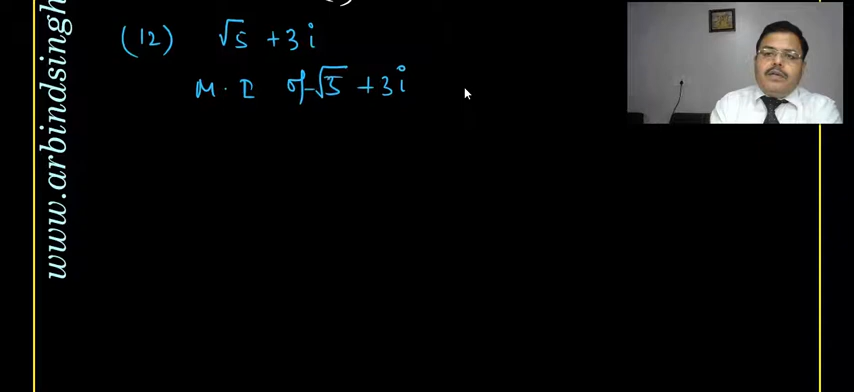 (12) √5 + 3i
M. I of √5 + 3i
www.arbindsingh